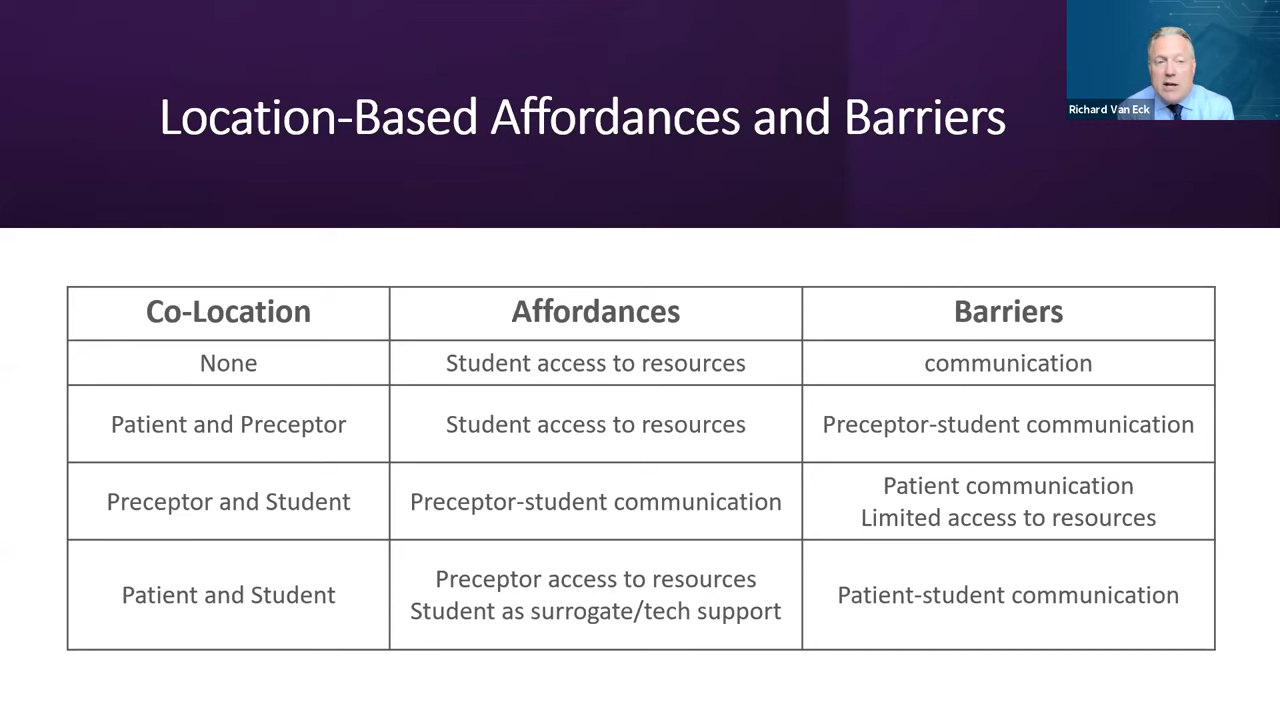 Location-Based Affordances and Barriers
Richard Van Eck
Co-Location Affordances Barriers
None Student access to resources communication
Patient and Preceptor Student access to resources Preceptor-student communication
Preceptor and Student Preceptor-student communication Patient communication
Limited access to resources
Patient and Student Preceptor access to resources
Student as surrogate/tech support Patient-student communication